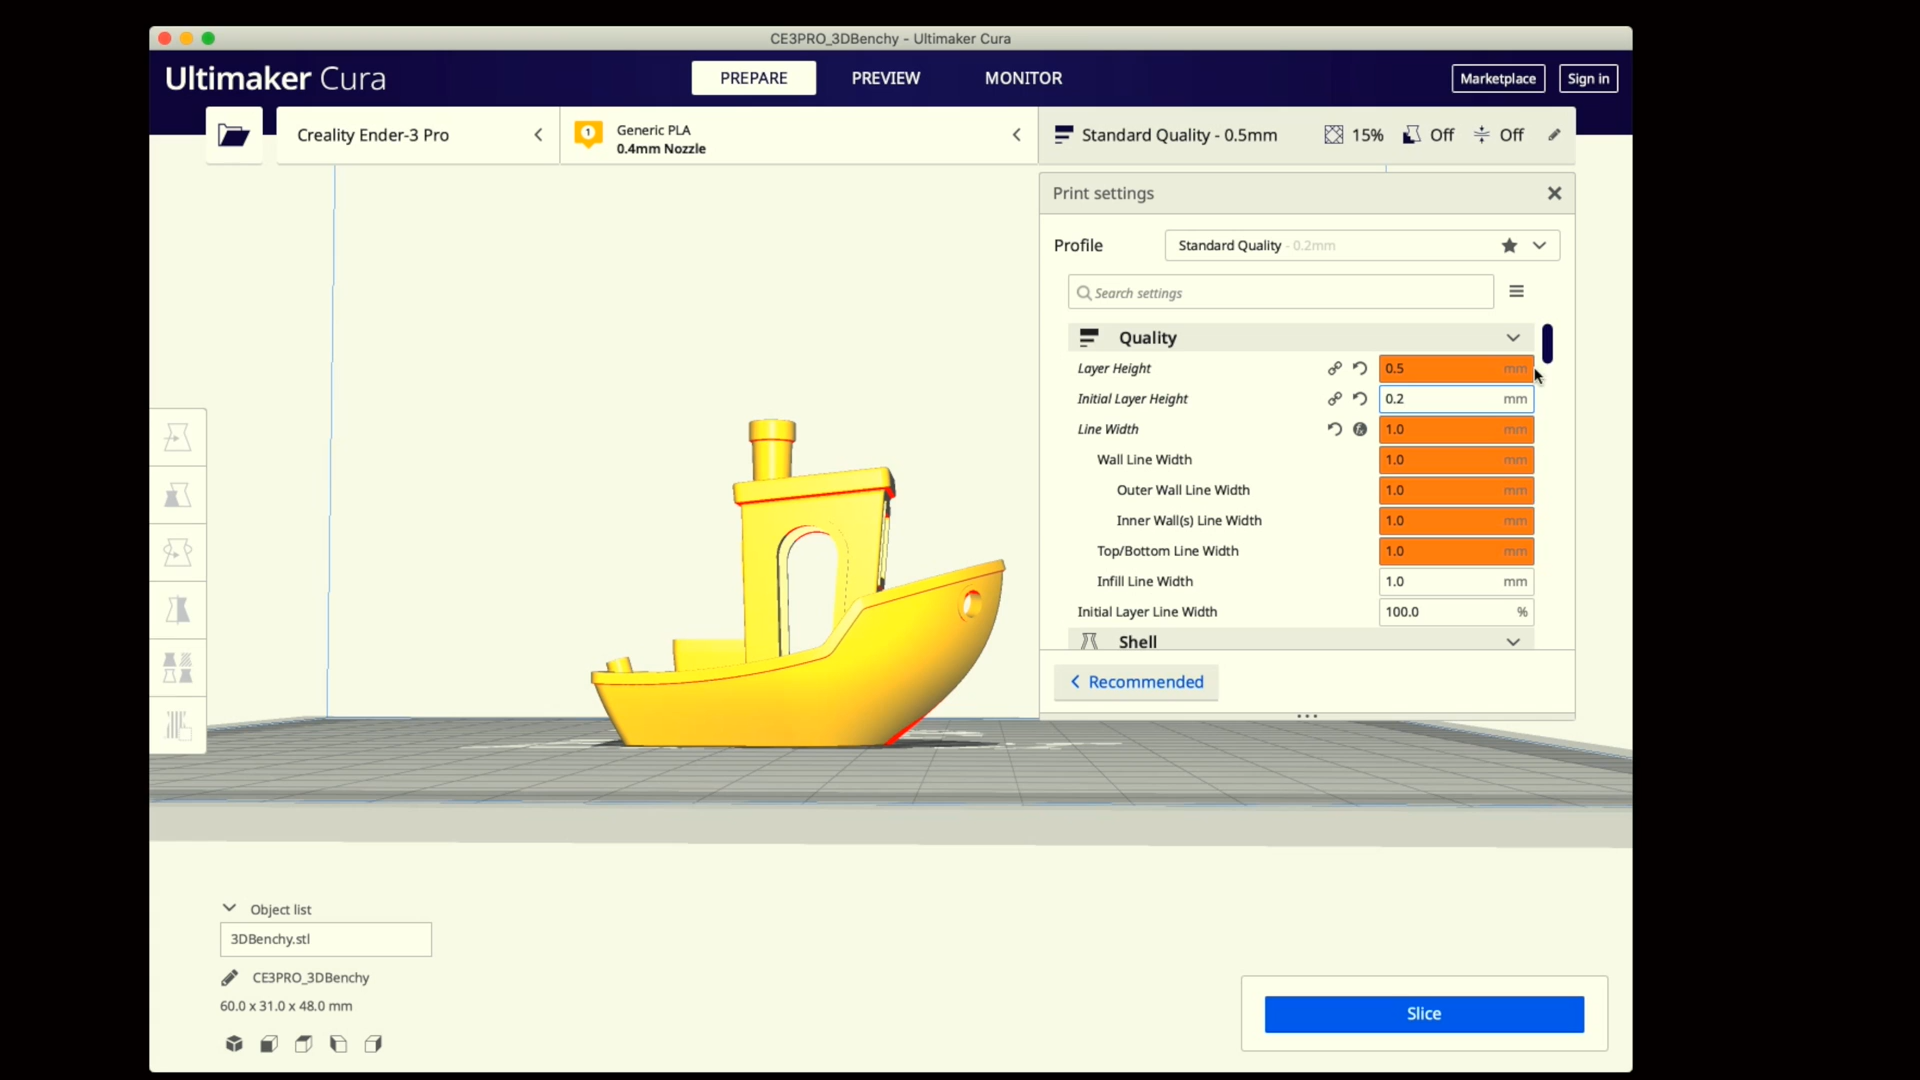 CE3PRO_3DBenchy - Ultimaker Cura
Ultimaker Cura
PREPARE
PREVIEW
MONITOR
Marketplace
Sign in
Creality Ender-3 Pro
1
Generic PLA
0.4mm Nozzle
Standard Quality - 0.5mm
15%
Off
Off
Print settings
Profile
Standard Quality - 0.2mm
Search settings
Quality
Layer Height 0.5 mm
Initial Layer Height 0.2 mm
Line Width 1.0 mm
Wall Line Width 1.0 mm
Outer Wall Line Width 1.0 mm
Inner Wall(s) Line Width 1.0 mm
Top/Bottom Line Width 1.0 mm
Infill Line Width 1.0 mm
Initial Layer Line Width 100.0 %
Shell
Recommended
Object list
3DBenchy.stl
CE3PRO_3DBenchy
60.0 x 31.0 x 48.0 mm
Slice